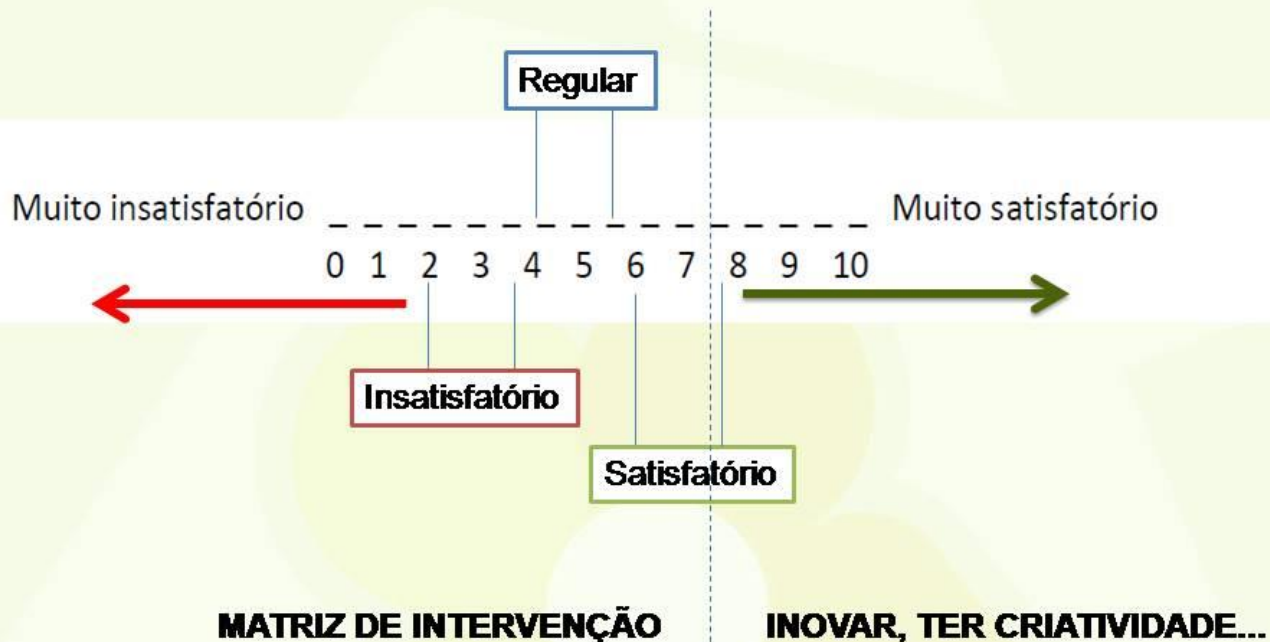 Regular
Muito insatisfatório _ _ _ _ _ _ _ _ _ _ _ _ _ _ _ Muito satisfatório
0 1 2 3 4 5 6 7 8 9 10
Insatisfatório
Satisfatório
MATRIZ DE INTERVENÇÃO INOVAR, TER CRIATIVIDADE...